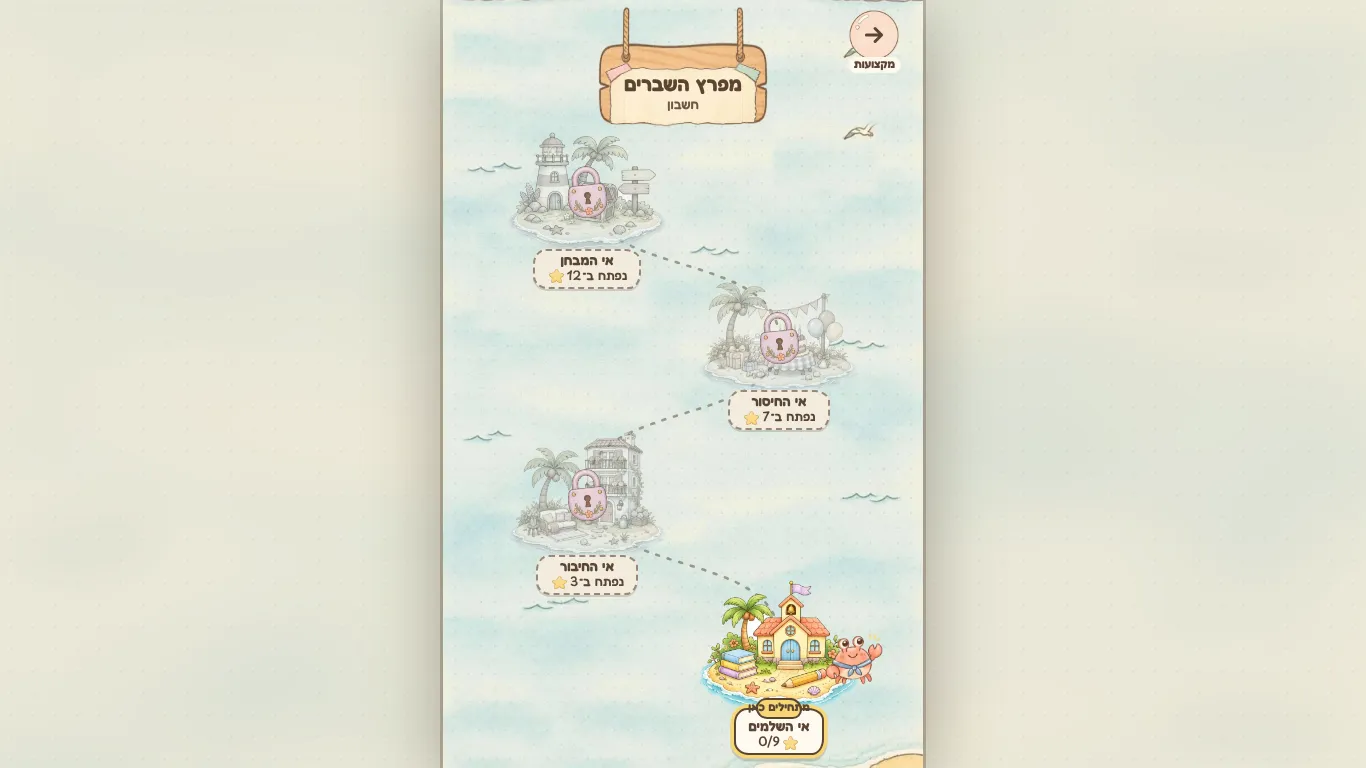 מקצועות
מפרץ השברים
חשבון
אי המבחן
נפתח ב־12
אי החיסור
נפתח ב־7
אי החיבור
נפתח ב־3
מתחילים כאן
אי השלמים
0/9